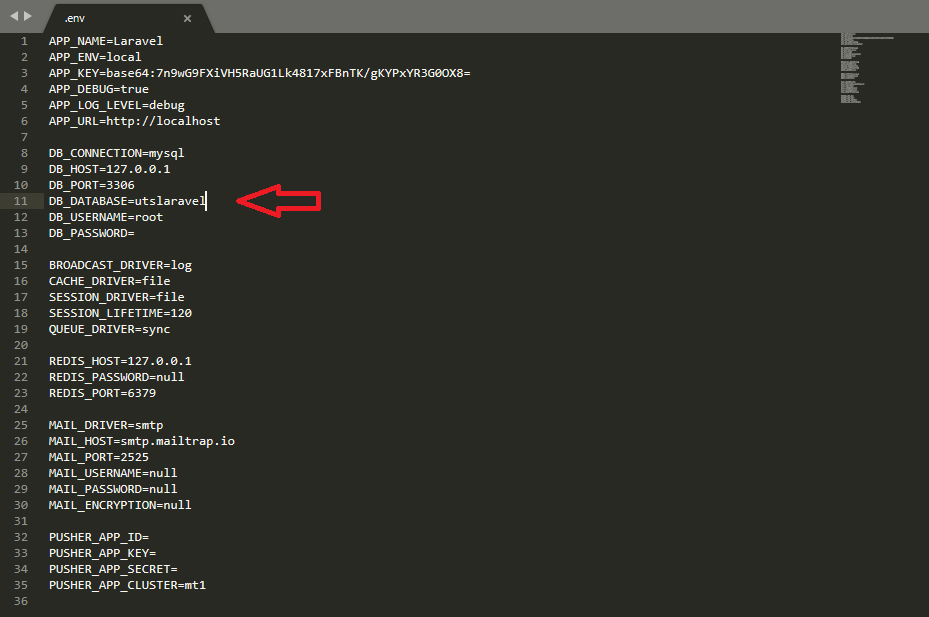 .env
1 APP_NAME=Laravel
2 APP_ENV=local
3 APP_KEY=base64:7n9wG9FXiVH5RaUG1Lk4817xFBnTK/gKYPxYR3G0OX8=
4 APP_DEBUG=true
5 APP_LOG_LEVEL=debug
6 APP_URL=http://localhost
7
8 DB_CONNECTION=mysql
9 DB_HOST=127.0.0.1
10 DB_PORT=3306
11 DB_DATABASE=utslaravel
12 DB_USERNAME=root
13 DB_PASSWORD=
14
15 BROADCAST_DRIVER=log
16 CACHE_DRIVER=file
17 SESSION_DRIVER=file
18 SESSION_LIFETIME=120
19 QUEUE_DRIVER=sync
20
21 REDIS_HOST=127.0.0.1
22 REDIS_PASSWORD=null
23 REDIS_PORT=6379
24
25 MAIL_DRIVER=smtp
26 MAIL_HOST=smtp.mailtrap.io
27 MAIL_PORT=2525
28 MAIL_USERNAME=null
29 MAIL_PASSWORD=null
30 MAIL_ENCRYPTION=null
31
32 PUSHER_APP_ID=
33 PUSHER_APP_KEY=
34 PUSHER_APP_SECRET=
35 PUSHER_APP_CLUSTER=mt1
36